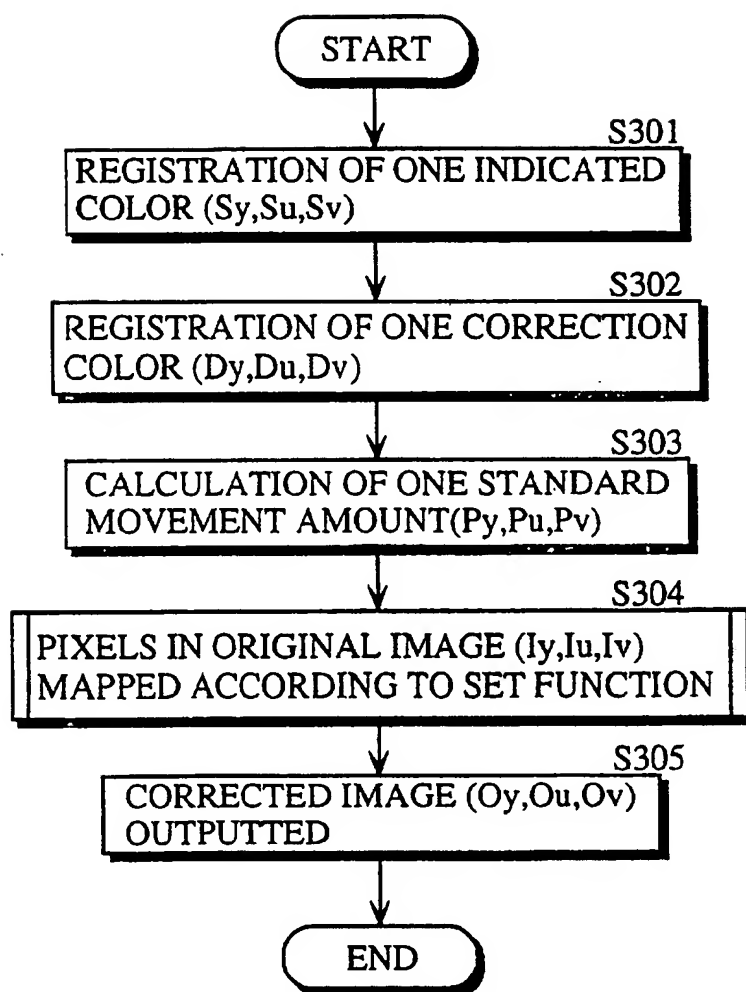 START
S301
REGISTRATION OF ONE INDICATED
COLOR (Sy,Su,Sv)
S302
REGISTRATION OF ONE CORRECTION
COLOR (Dy,Du,Dv)
S303
CALCULATION OF ONE STANDARD
MOVEMENT AMOUNT(Py,Pu,Pv)
S304
PIXELS IN ORIGINAL IMAGE (Iy,Iu,Iv)
MAPPED ACCORDING TO SET FUNCTION
S305
CORRECTED IMAGE (Oy,Ou,Ov)
OUTPUTTED
END